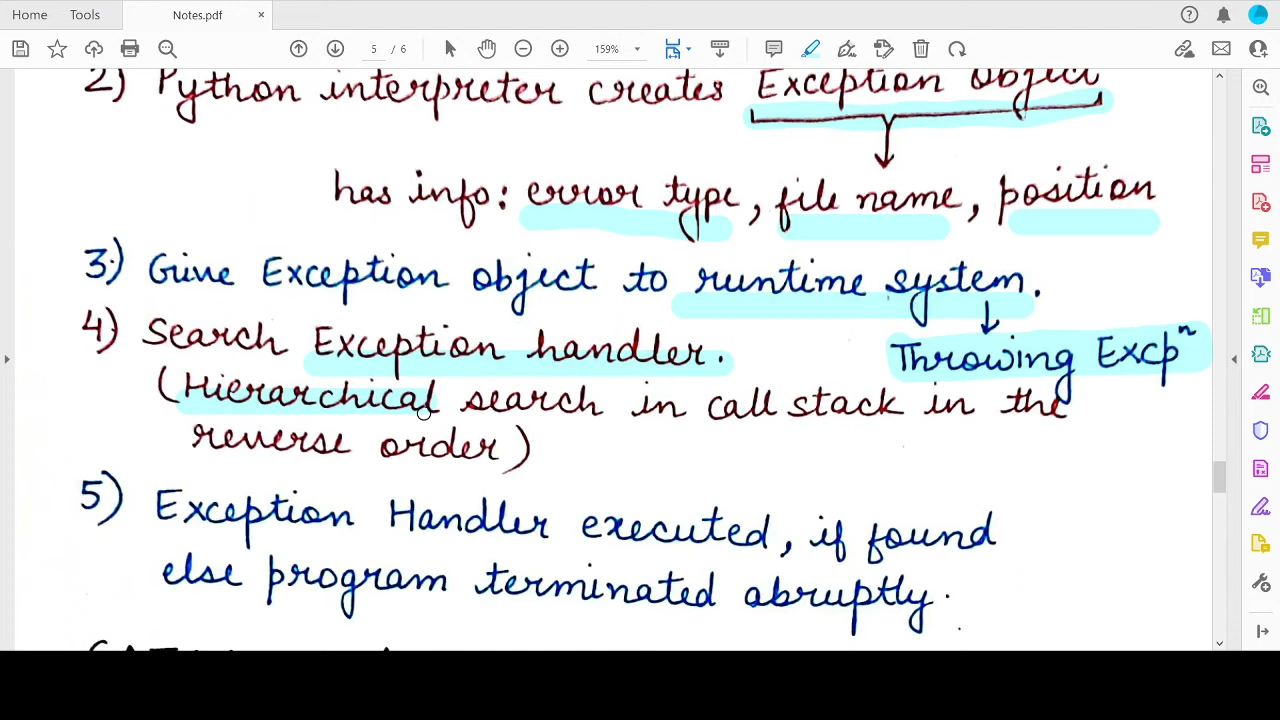 Home Tools Notes.pdf ×
5 / 6 159%
2) Python interpreter creates Exception object
has info: error type, file name, position
3) Give Exception object to runtime system.
Throwing Excpⁿ
4) Search Exception handler.
(Hierarchical search in call stack in the
reverse order)
5) Exception Handler executed, if found
else program terminated abruptly.